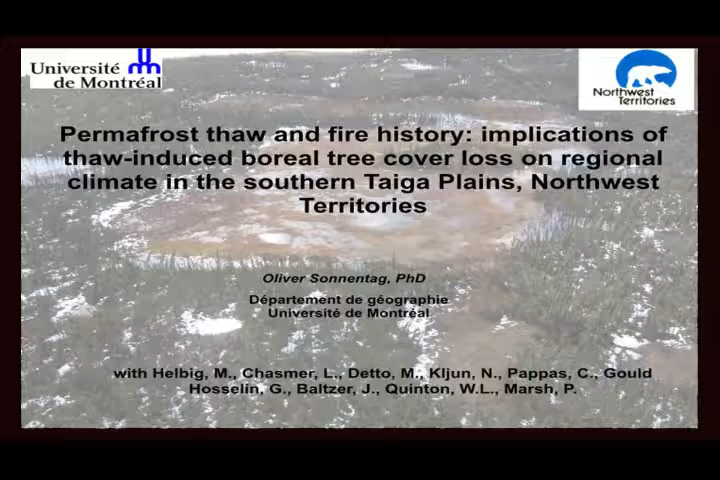 Université
de Montréal
Northwest
Territories
Permafrost thaw and fire history: implications of
thaw-induced boreal tree cover loss on regional
climate in the southern Taiga Plains, Northwest
Territories
Oliver Sonnentag, PhD
Département de géographie
Université de Montréal
with Helbig, M., Chasmer, L., Detto, M., Kljun, N., Pappas, C., Gould
Hosselin, G., Baltzer, J., Quinton, W.L., Marsh, P.